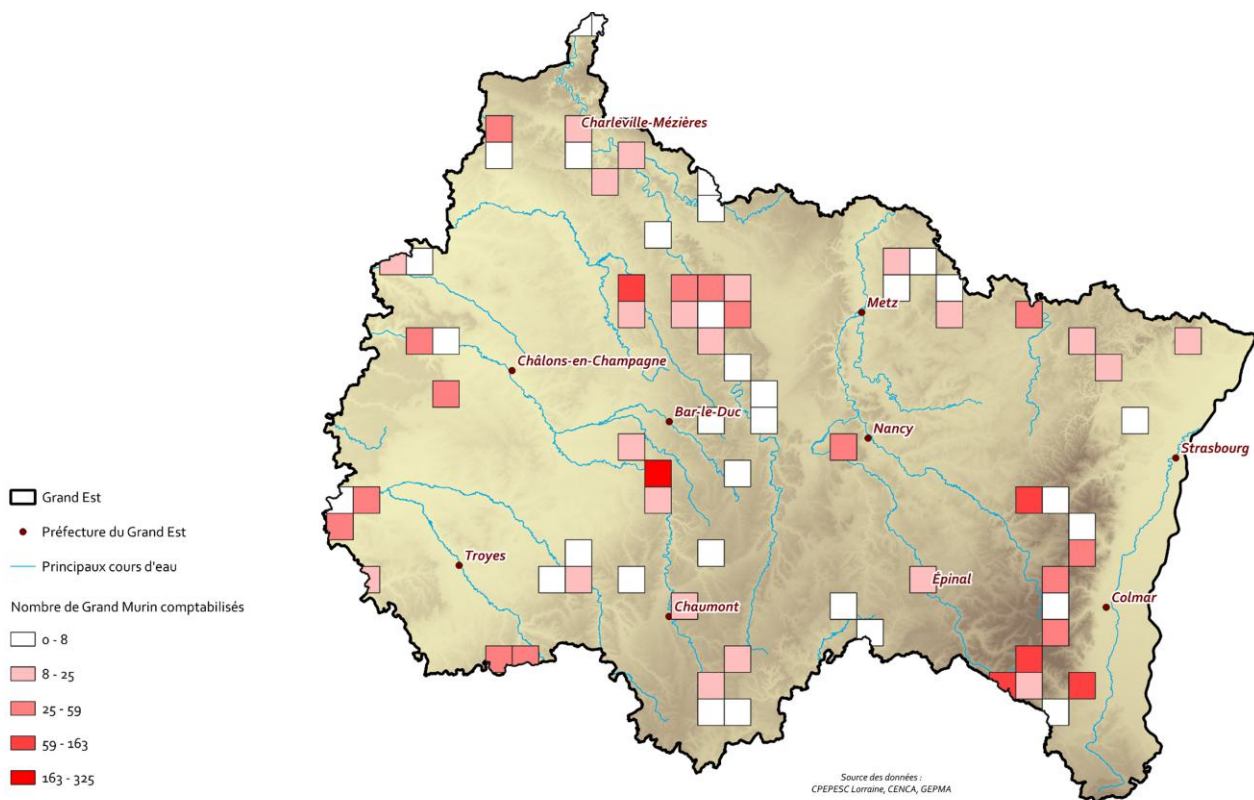 Charleville-Mézières
Metz
Châlons-en-Champagne
Bar-le-Duc
Nancy
Strasbourg
Troyes
Épinal
Colmar
Chaumont
Grand Est
Préfecture du Grand Est
Principaux cours d'eau
Nombre de Grand Murin comptabilisés
0 - 8
8 - 25
25 - 59
59 - 163
163 - 325
Source des données :
CPEPESC Lorraine, CENCA, GEPMA